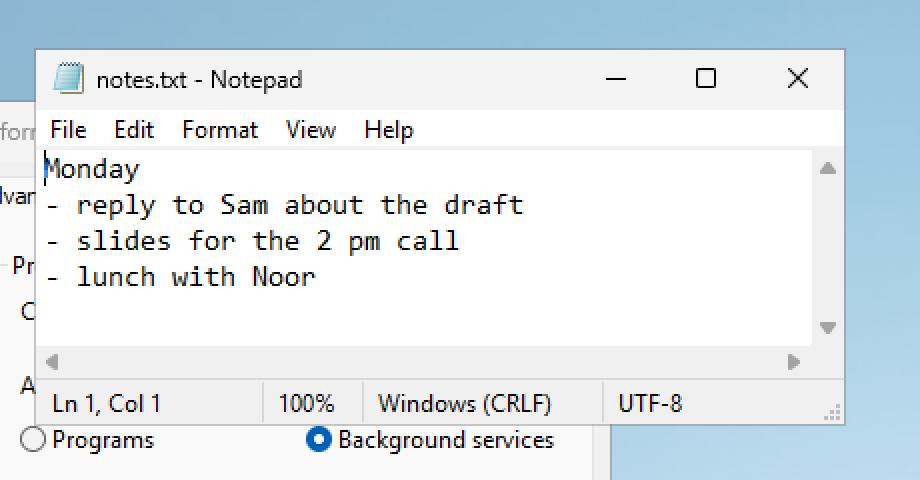 notes.txt - Notepad
File Edit Format View Help
Monday
- reply to Sam about the draft
- slides for the 2 pm call
- lunch with Noor
Ln 1, Col 1 100% Windows (CRLF) UTF-8
Programs Background services